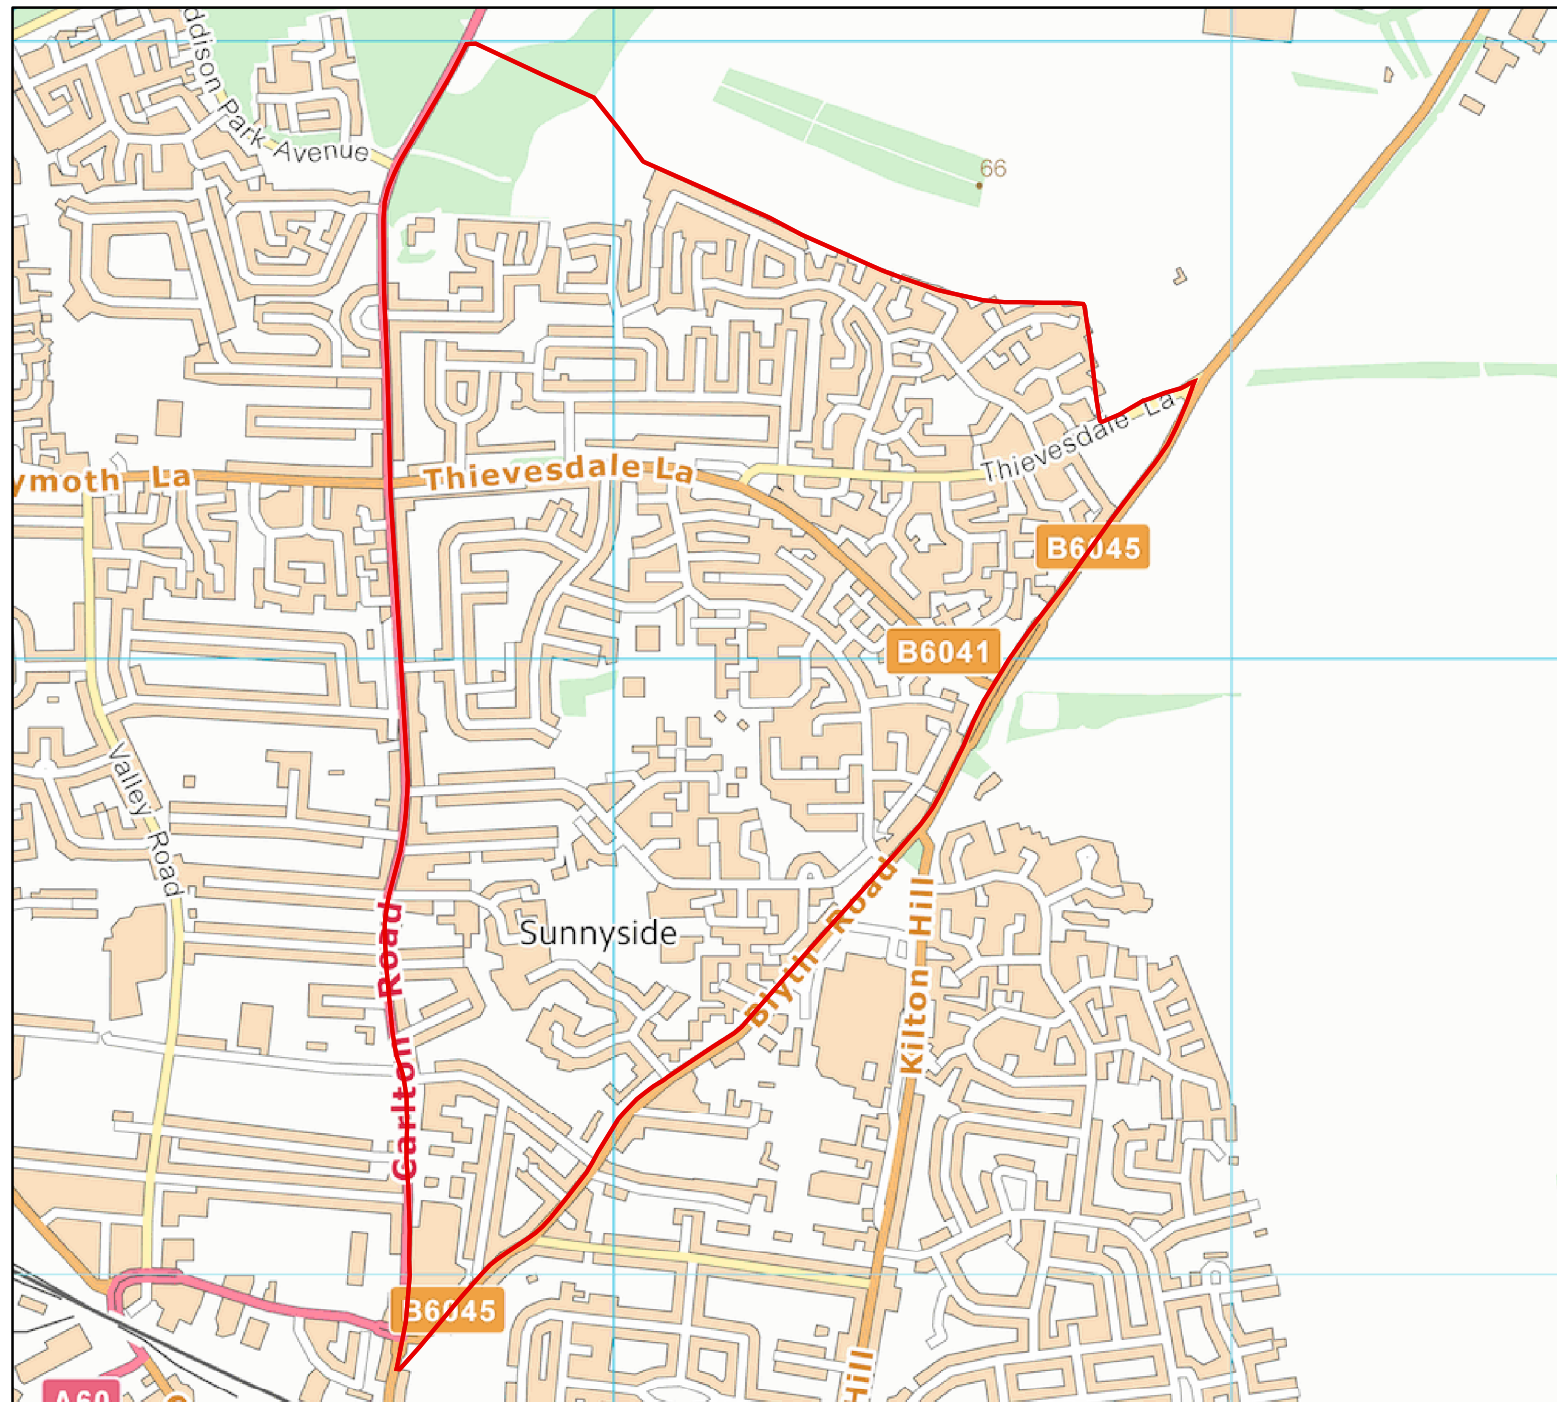 ddison Park Avenue
66
Thievesdale La
ymoth La
Thievesdale La
B6045
B6041
Valley Road
Blyth Road
Kilton Hill
Sunnyside
Carlton Road
B6045
Hill
A60